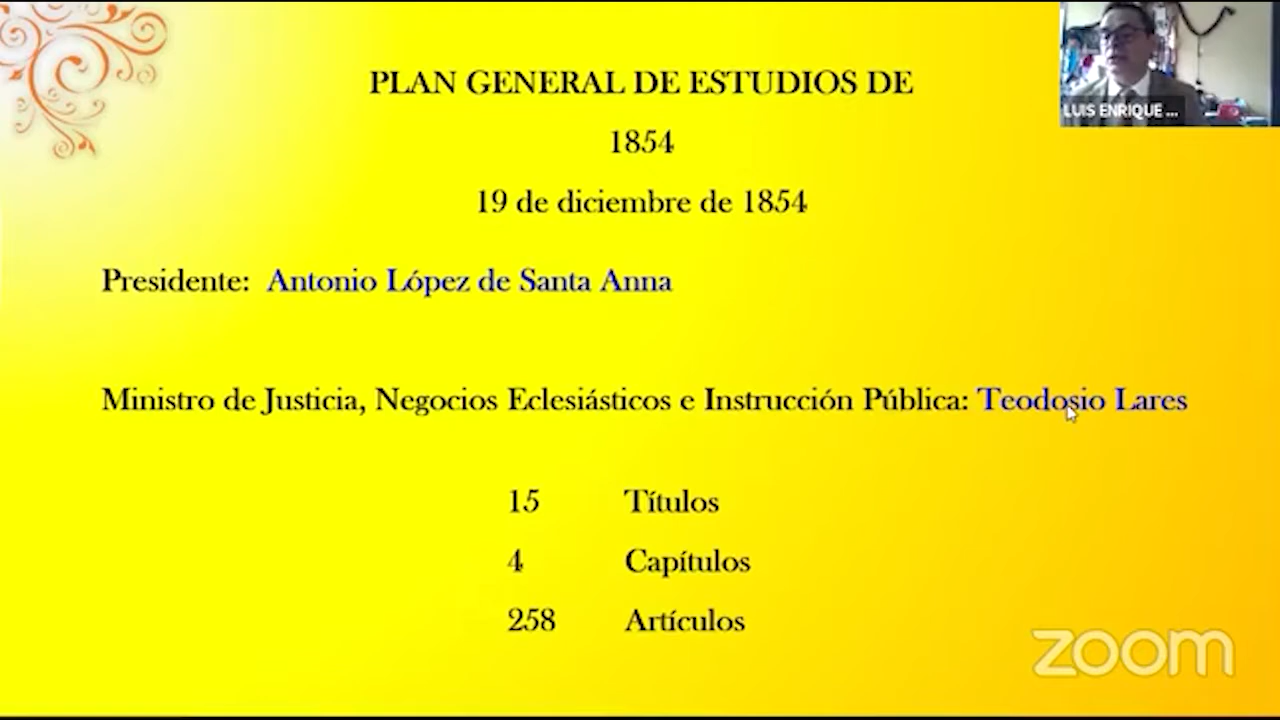 PLAN GENERAL DE ESTUDIOS DE
1854
19 de diciembre de 1854
Presidente: Antonio López de Santa Anna
Ministro de Justicia, Negocios Eclesiásticos e Instrucción Pública: Teodosio Lares
15 Títulos
4 Capítulos
258 Artículos
LUIS ENRIQUE ...
zoom